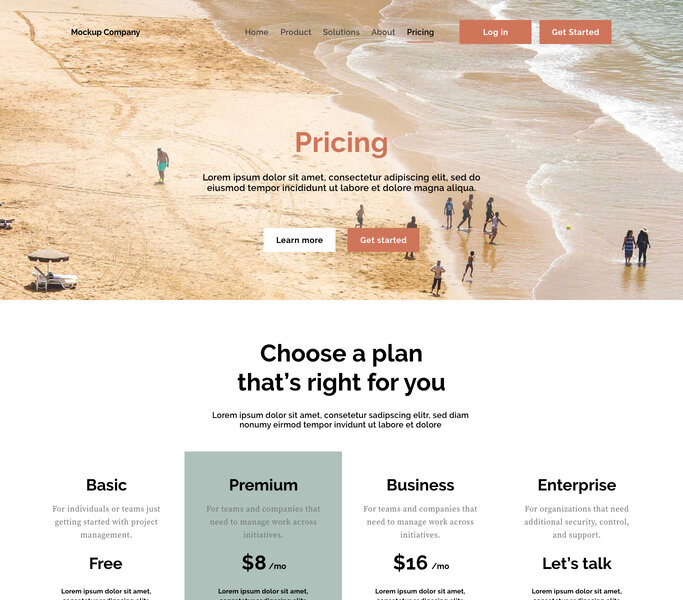 Mockup Company
Home Product Solutions About Pricing Log in Get Started
Pricing
Lorem ipsum dolor sit amet, consectetur adipiscing elit, sed do
eiusmod tempor incididunt ut labore et dolore magna aliqua.
Learn more Get started
Choose a plan
that's right for you
Lorem ipsum dolor sit amet, consetetur sadipscing elitr, sed diam
nonumy eirmod tempor invidunt ut labore et dolore
Basic
For individuals or teams just
getting started with project
management.
Free
Lorem ipsum dolor sit amet,
Premium
For teams and companies that
need to manage work across
initiatives.
$8 /mo
Lorem ipsum dolor sit amet,
Business
For teams and companies that
need to manage work across
initiatives.
$16 /mo
Lorem ipsum dolor sit amet,
Enterprise
For organizations that need
additional security, control,
and support.
Let's talk
Lorem ipsum dolor sit amet,